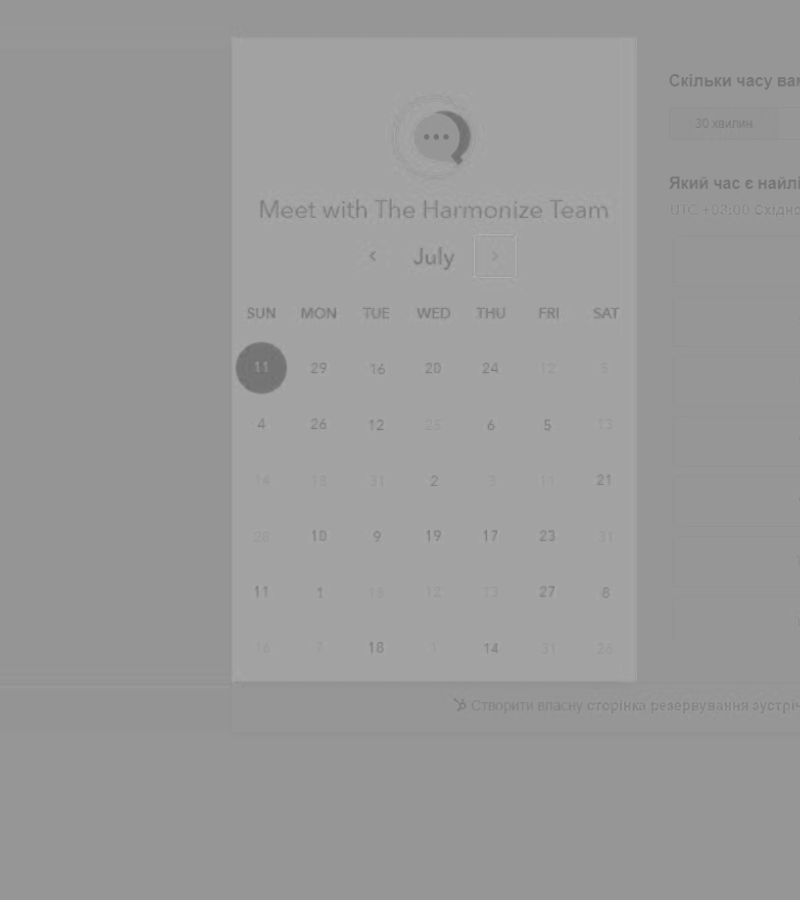 Meet with The Harmonize Team
July
SUN MON TUE WED THU FRI SAT
11 29 16 20 24 12 5
4 26 12 25 6 5 13
14 18 31 2 5 11 21
28 10 9 19 17 23 31
11 1 13 12 13 27 8
16 7 18 1 14 31 26
Скільки часу вам
30 хвилин
Який час є найлі
UTC +03:00 Східно
Створити власну сторінка резервування зустріч